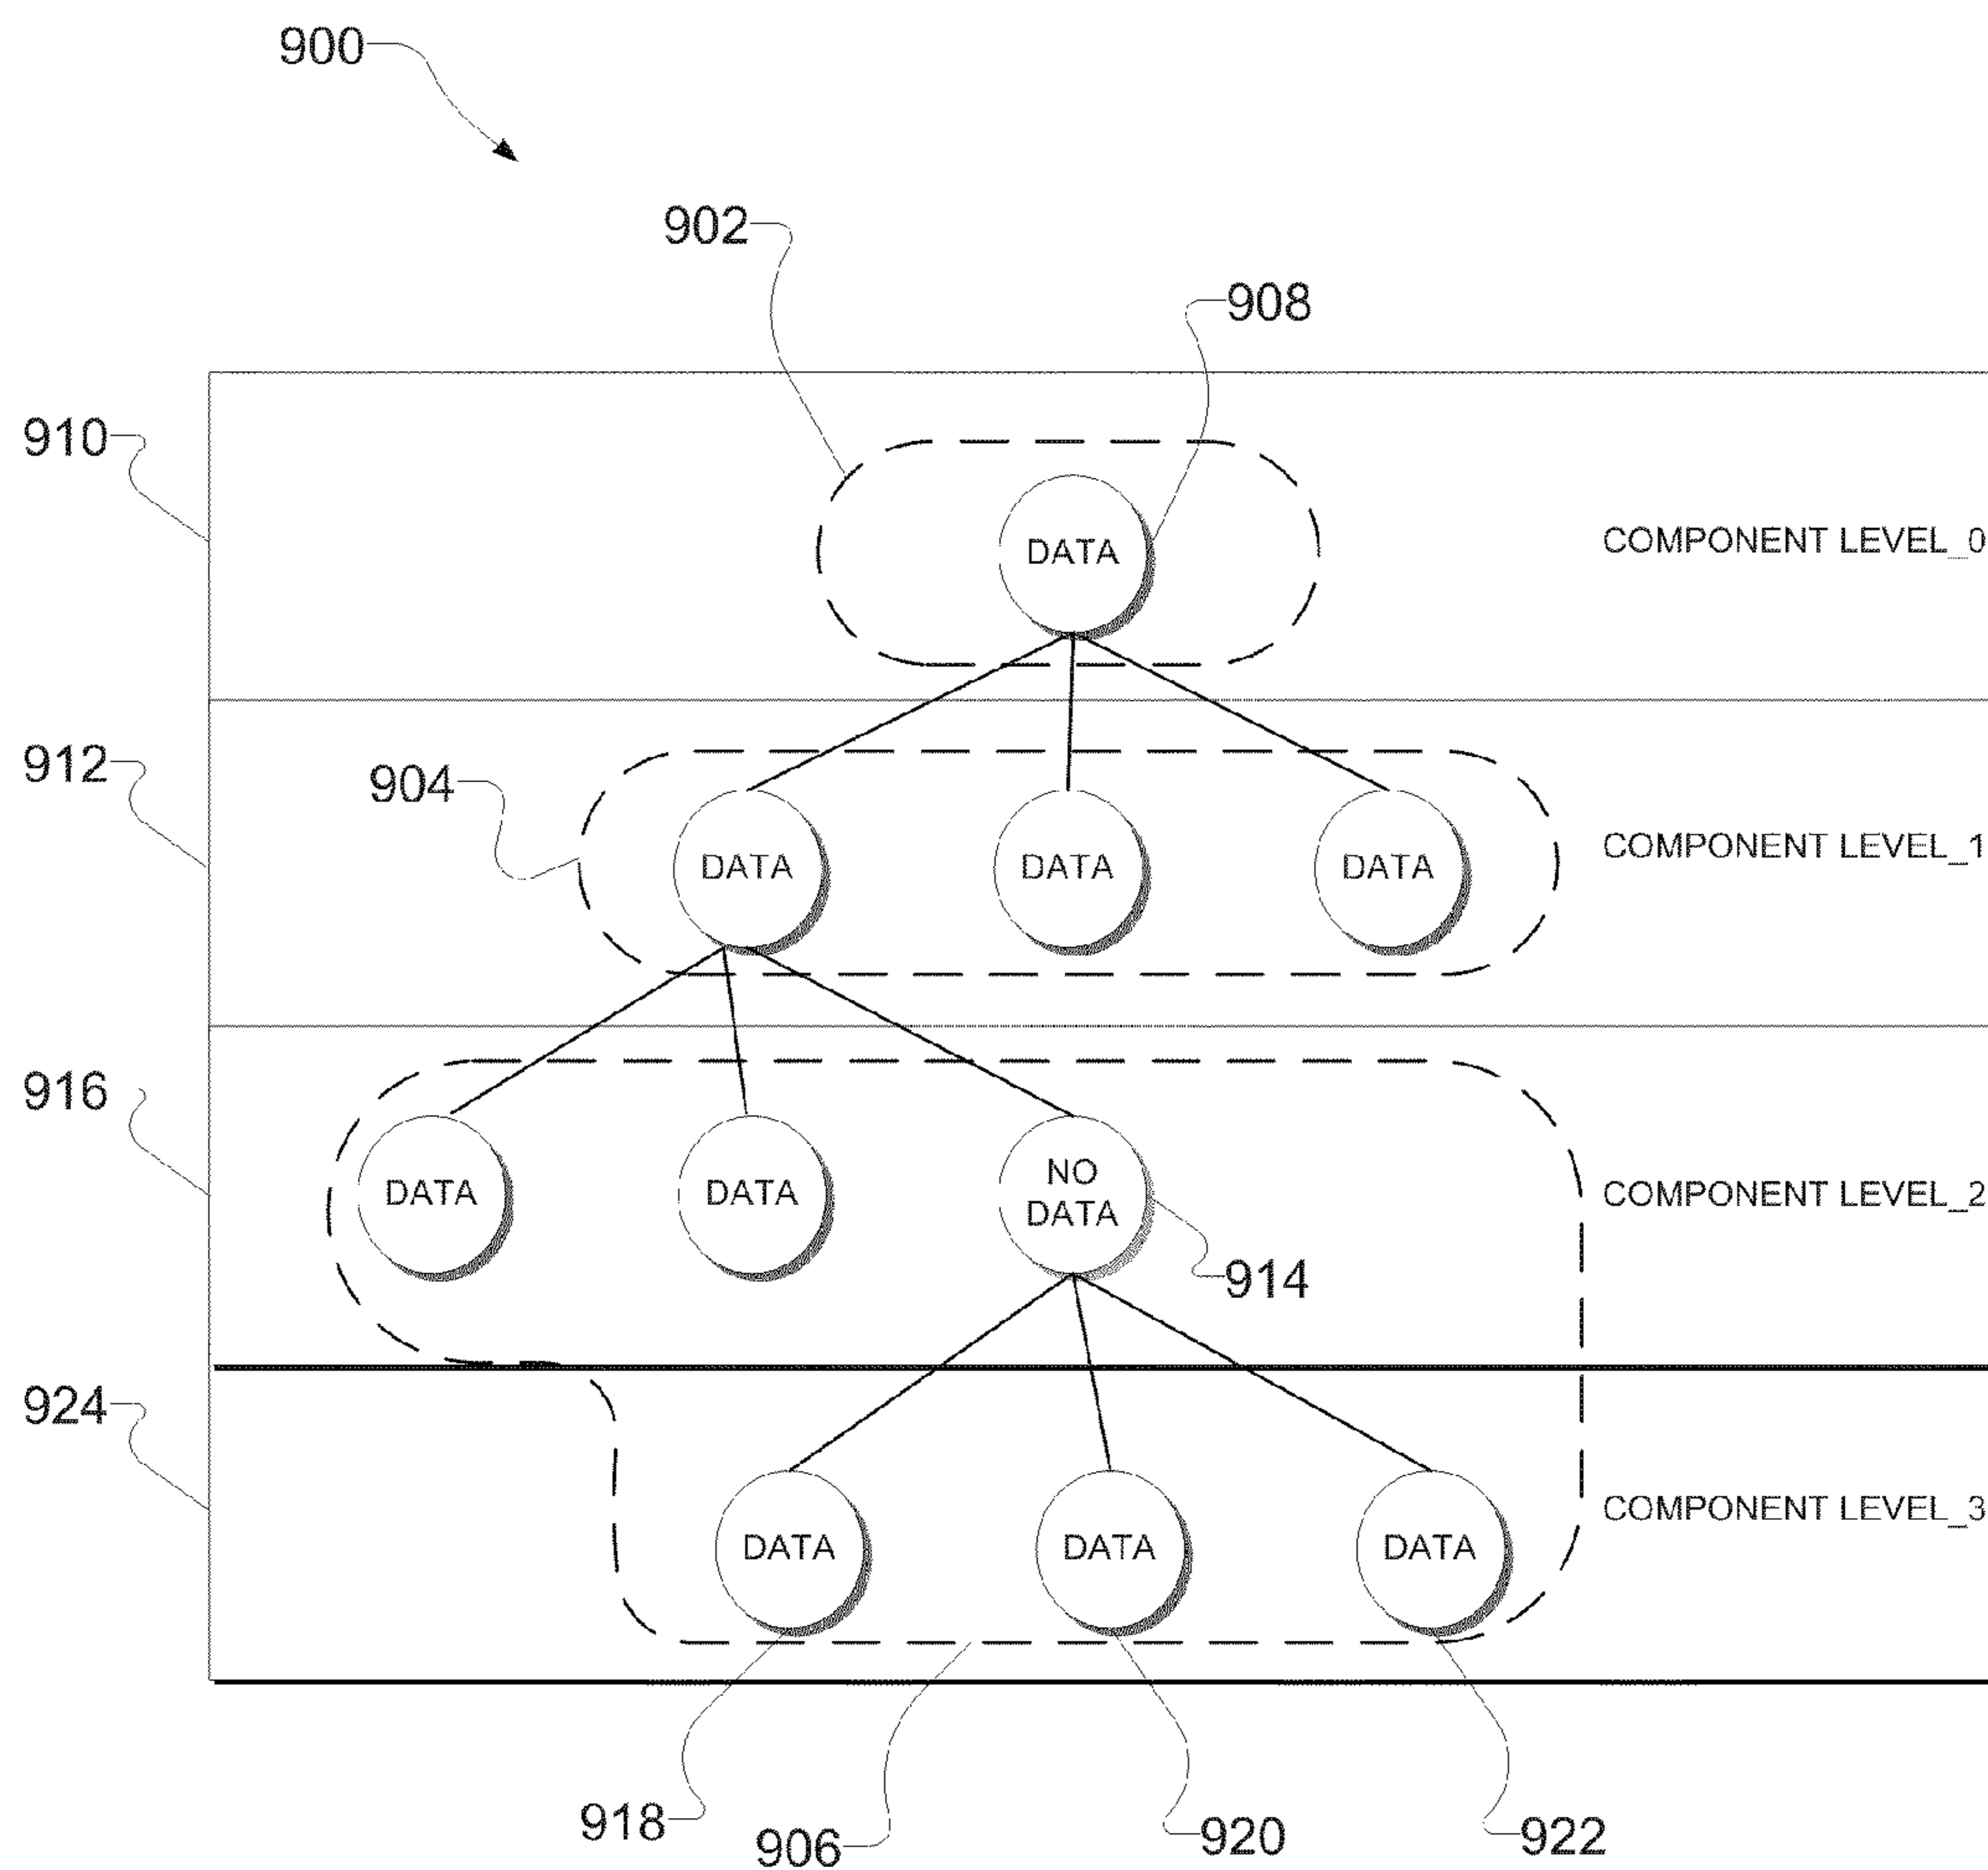 900
902
908
910
DATA
COMPONENT LEVEL_0
912
904
DATA
DATA
DATA
COMPONENT LEVEL_1
916
DATA
DATA
NO
DATA
COMPONENT LEVEL_2
914
924
DATA
DATA
DATA
COMPONENT LEVEL_3
918
906
920
922